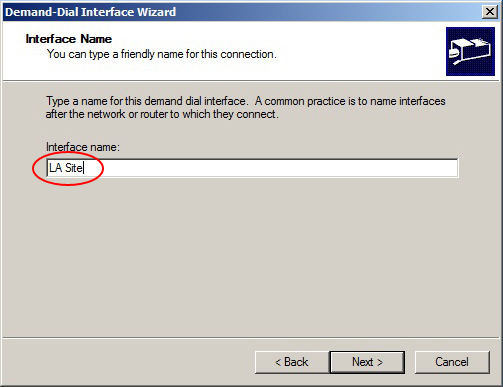 Demand-Dial Interface Wizard
Interface Name
You can type a friendly name for this connection.
Type a name for this demand dial interface.  A common practice is to name interfaces
after the network or router to which they connect.
Interface name:
LA Site
< Back
Next >
Cancel